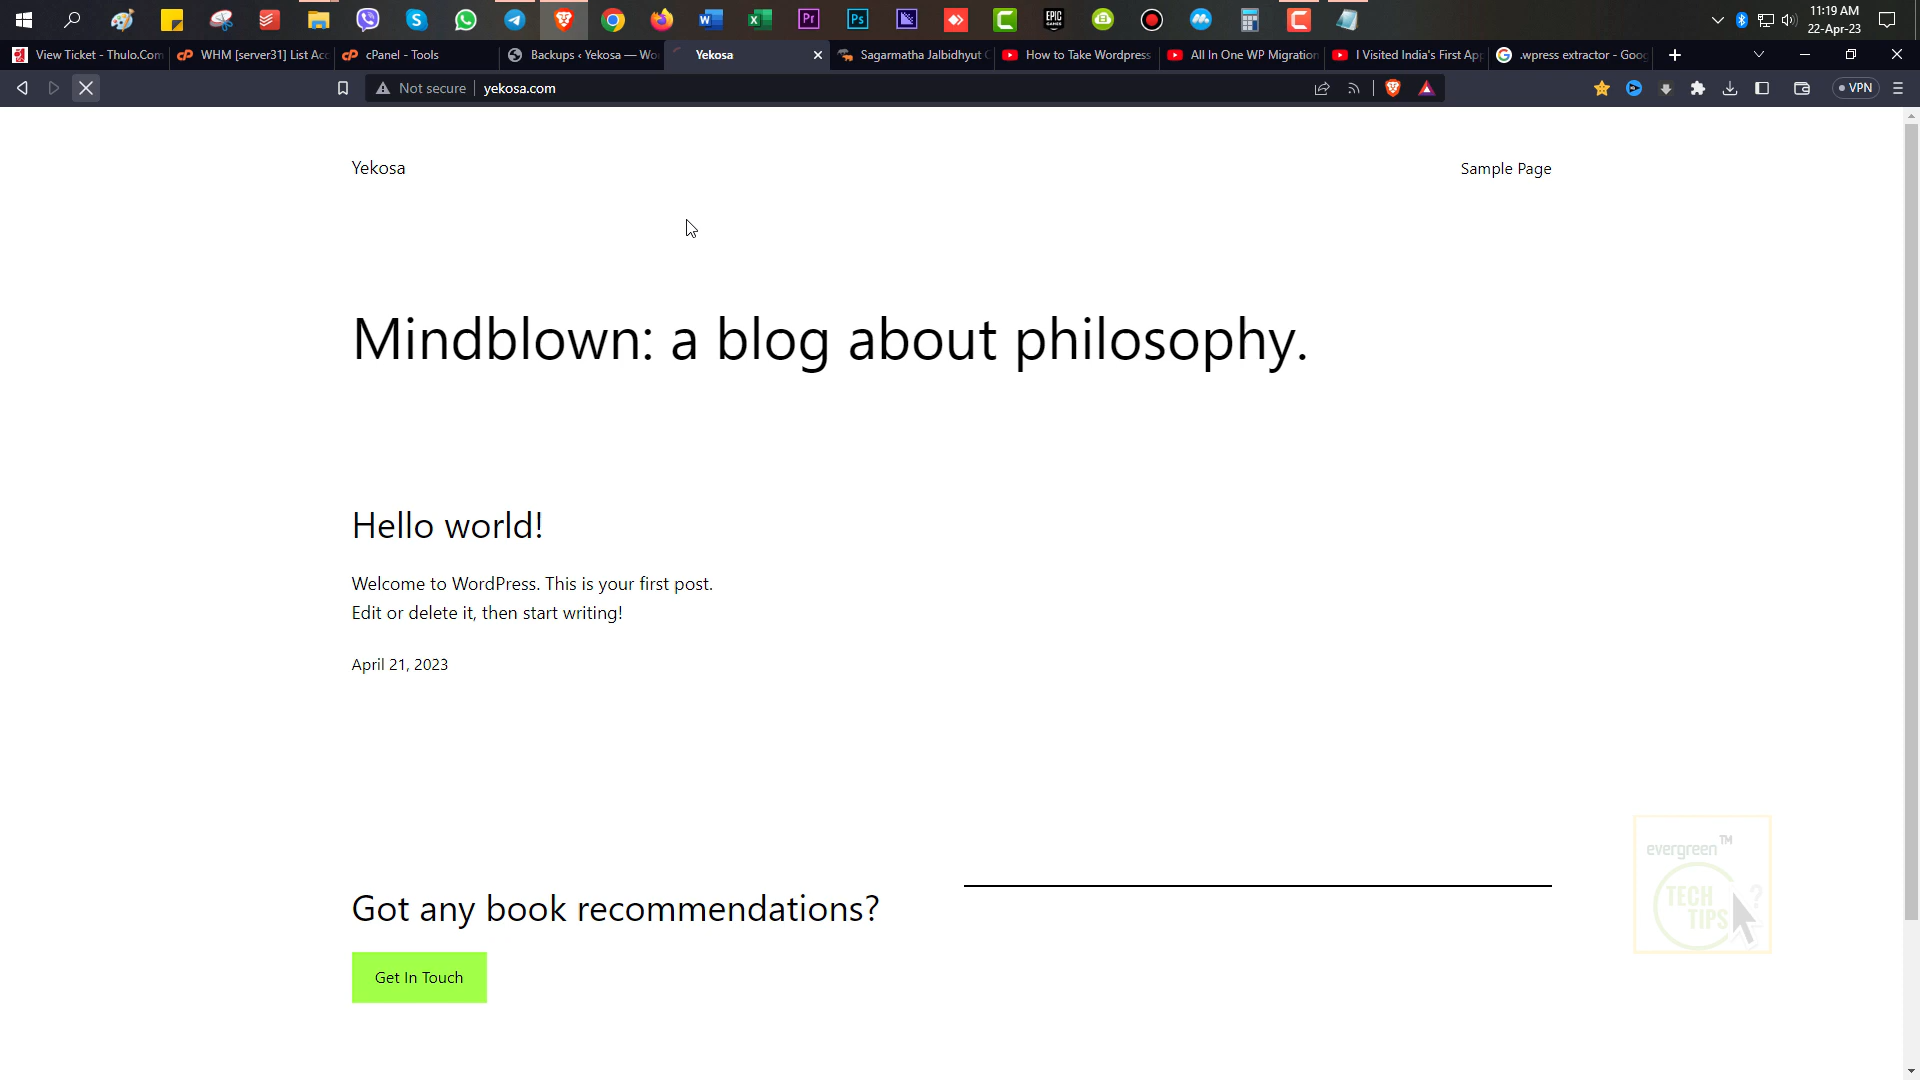 11:19 AM
22-Apr-23
View Ticket - Thulo.Com
WHM [server31] List Acc
cPanel - Tools
Backups ‹ Yekosa — Wo
Yekosa
Sagarmatha Jalbidhyut C
How to Take Wordpress
All In One WP Migration
I Visited India's First App
.wpress extractor - Goog
Not secure
yekosa.com
VPN
Yekosa
Sample Page
Mindblown: a blog about philosophy.
Hello world!
Welcome to WordPress. This is your first post.
Edit or delete it, then start writing!
April 21, 2023
Got any book recommendations?
Get In Touch
evergreen™
TECH
TIPS
?